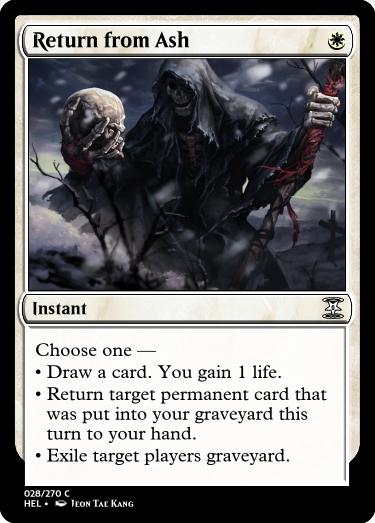 Return from Ash
Instant
Choose one —
• Draw a card. You gain 1 life.
• Return target permanent card that
was put into your graveyard this
turn to your hand.
• Exile target players graveyard.
028/270 C
HEL • Jeon Tae Kang